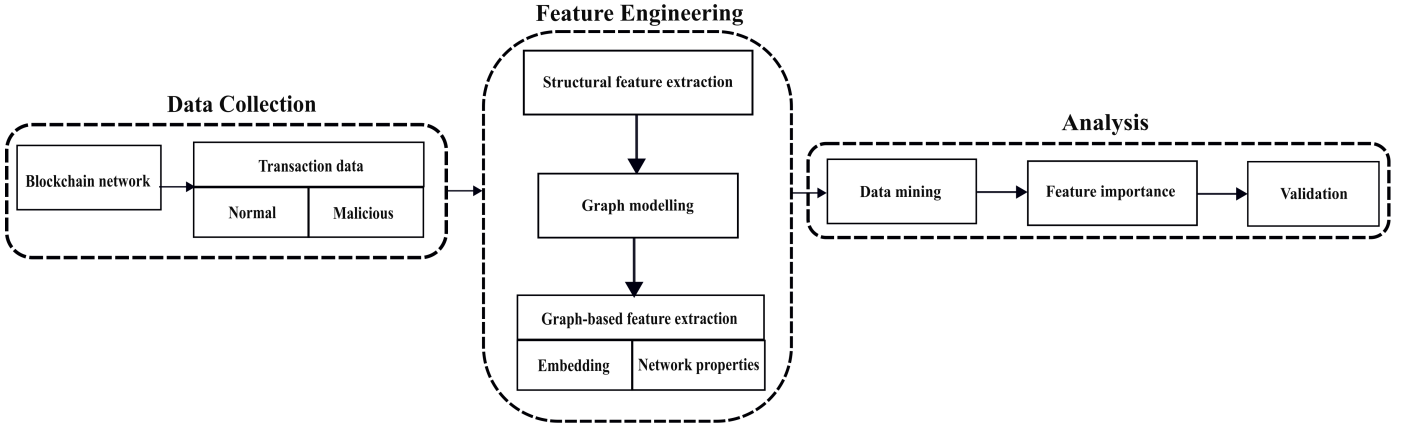 Data Collection
Blockchain network
Transaction data
Normal
Malicious
Feature Engineering
Structural feature extraction
Graph modelling
Graph-based feature extraction
Embedding
Network properties
Analysis
Data mining
Feature importance
Validation